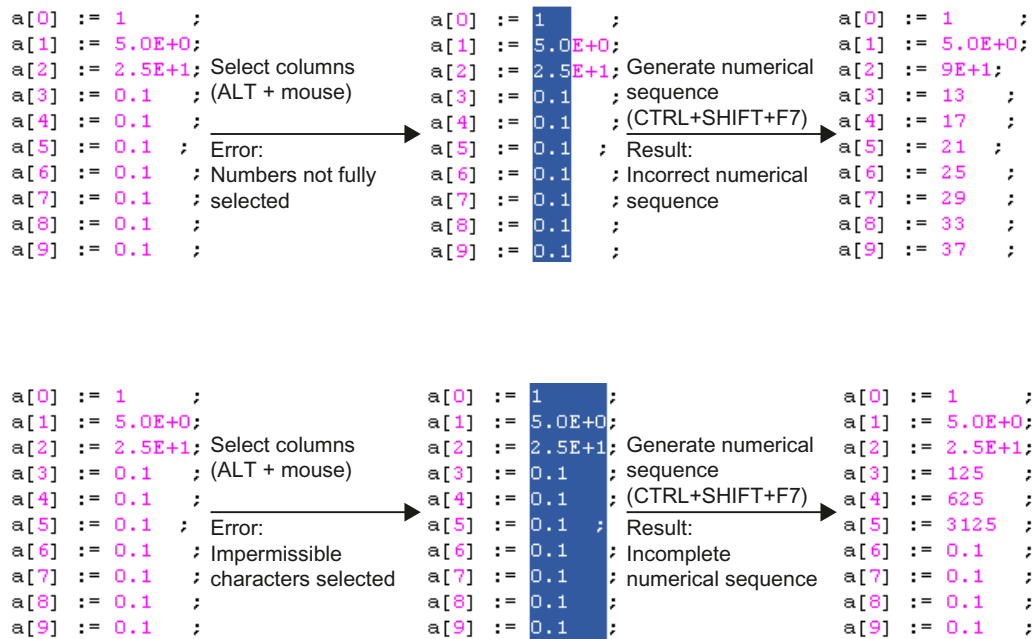 a[0] := 1 ;
a[1] := 5.0E+0;
a[2] := 2.5E+1;
a[3] := 0.1 ;
a[4] := 0.1 ;
a[5] := 0.1 ;
a[6] := 0.1 ;
a[7] := 0.1 ;
a[8] := 0.1 ;
a[9] := 0.1 ;
Select columns
(ALT + mouse)
Error:
Numbers not fully
selected
a[0] := 1 ;
a[1] := 5.0E+0;
a[2] := 2.5E+1;
a[3] := 0.1 ;
a[4] := 0.1 ;
a[5] := 0.1 ;
a[6] := 0.1 ;
a[7] := 0.1 ;
a[8] := 0.1 ;
a[9] := 0.1 ;
Generate numerical
sequence
(CTRL+SHIFT+F7)
Result:
Incorrect numerical
sequence
a[0] := 1 ;
a[1] := 5.0E+0;
a[2] := 9E+1;
a[3] := 13 ;
a[4] := 17 ;
a[5] := 21 ;
a[6] := 25 ;
a[7] := 29 ;
a[8] := 33 ;
a[9] := 37 ;
a[0] := 1 ;
a[1] := 5.0E+0;
a[2] := 2.5E+1;
a[3] := 0.1 ;
a[4] := 0.1 ;
a[5] := 0.1 ;
a[6] := 0.1 ;
a[7] := 0.1 ;
a[8] := 0.1 ;
a[9] := 0.1 ;
Select columns
(ALT + mouse)
Error:
Impermissible
characters selected
a[0] := 1 ;
a[1] := 5.0E+0;
a[2] := 2.5E+1;
a[3] := 0.1 ;
a[4] := 0.1 ;
a[5] := 0.1 ;
a[6] := 0.1 ;
a[7] := 0.1 ;
a[8] := 0.1 ;
a[9] := 0.1 ;
Generate numerical
sequence
(CTRL+SHIFT+F7)
Result:
Incomplete
numerical sequence
a[0] := 1 ;
a[1] := 5.0E+0;
a[2] := 2.5E+1;
a[3] := 125 ;
a[4] := 625 ;
a[5] := 3125 ;
a[6] := 0.1 ;
a[7] := 0.1 ;
a[8] := 0.1 ;
a[9] := 0.1 ;